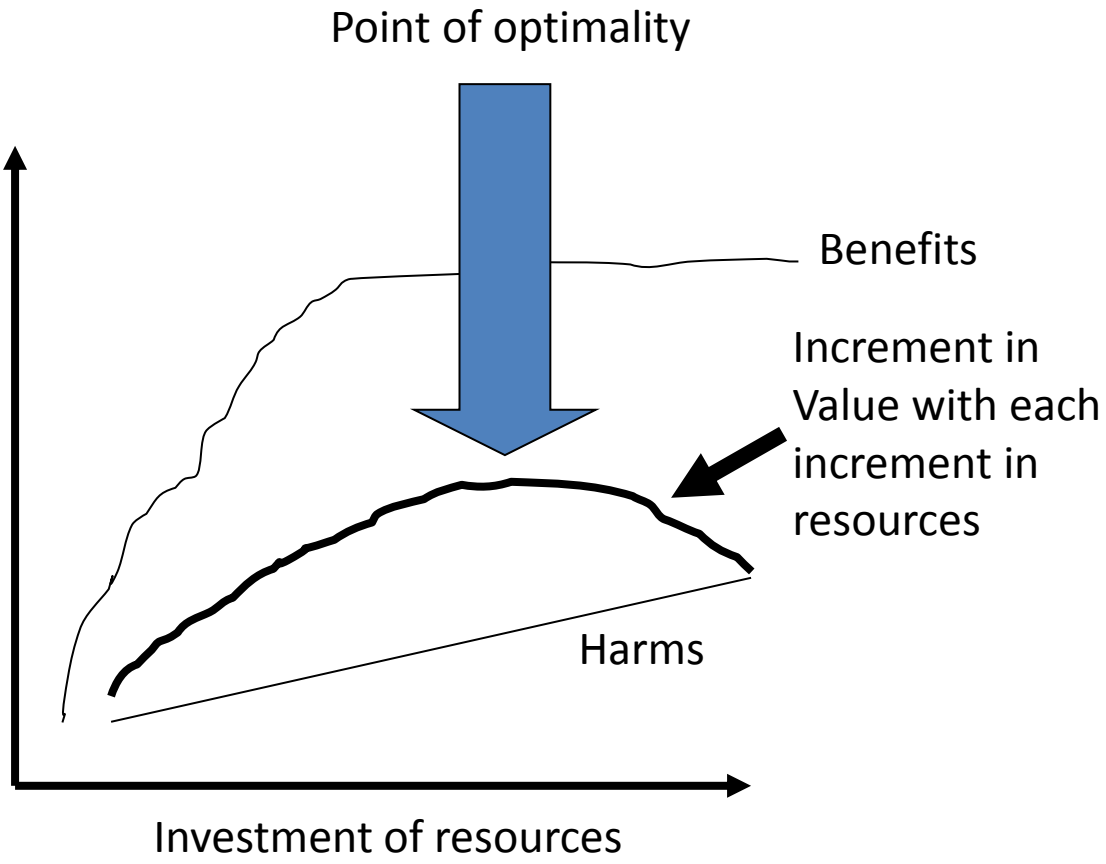 Point of optimality
Benefits
Increment in
Value with each
increment in
resources
Harms
Investment of resources